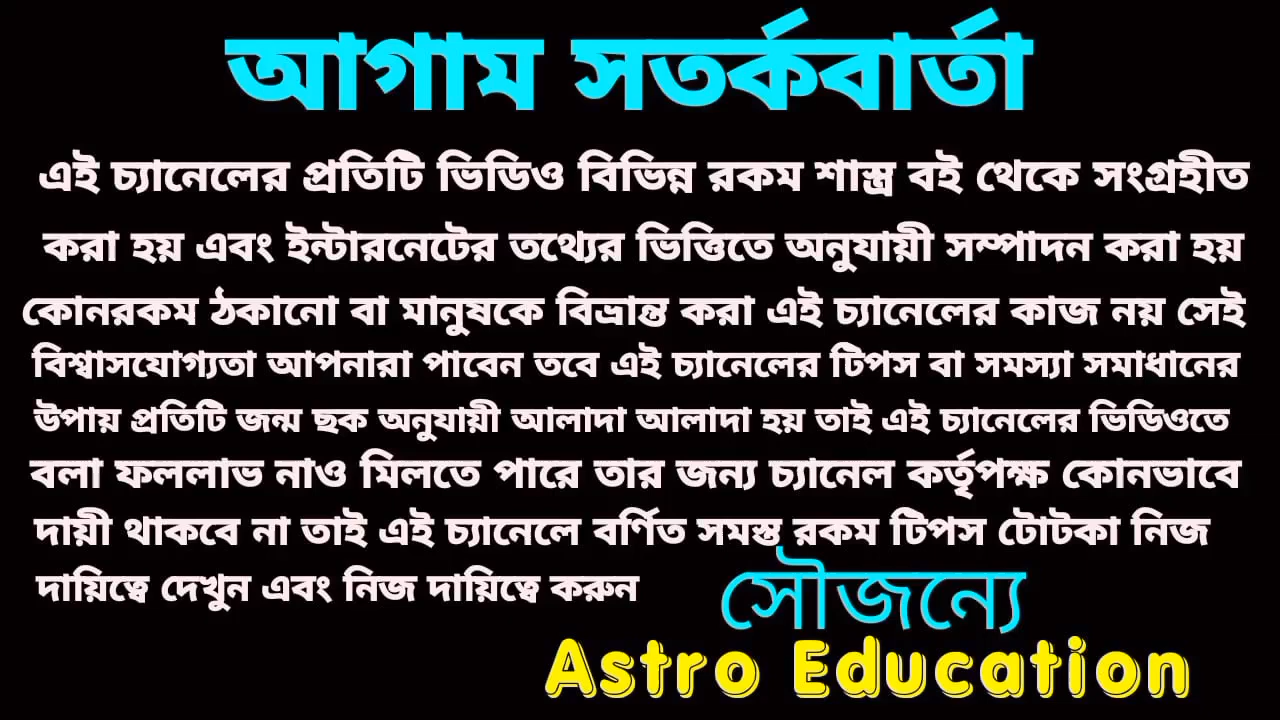 আগাম সতর্কবার্তা
এই চ্যানেলের প্রতিটি ভিডিও বিভিন্ন রকম শাস্ত্র বই থেকে সংগ্রহীত
করা হয় এবং ইন্টারনেটের তথ্যের ভিত্তিতে অনুযায়ী সম্পাদন করা হয়
কোনরকম ঠকানো বা মানুষকে বিভ্রান্ত করা এই চ্যানেলের কাজ নয় সেই
বিশ্বাসযোগ্যতা আপনারা পাবেন তবে এই চ্যানেলের টিপস বা সমস্যা সমাধানের
উপায় প্রতিটি জন্ম ছক অনুযায়ী আলাদা আলাদা হয় তাই এই চ্যানেলের ভিডিওতে
বলা ফললাভ নাও মিলতে পারে তার জন্য চ্যানেল কর্তৃপক্ষ কোনভাবে
দায়ী থাকবে না তাই এই চ্যানেলে বর্ণিত সমস্ত রকম টিপস টোটকা নিজ
দায়িত্বে দেখুন এবং নিজ দায়িত্বে করুন
সৌজন্যে
Astro Education